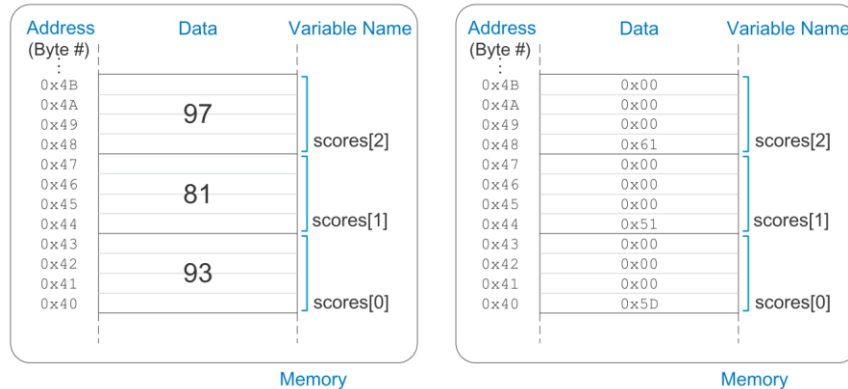 Address Data Variable Name
(Byte #)
0x4B
0x4A
0x49
0x48
97
scores[2]
0x47
0x46
0x45
0x44
81
scores[1]
0x43
0x42
0x41
0x40
93
scores[0]
Memory
Address Data Variable Name
(Byte #)
0x4B 0x00
0x4A 0x00
0x49 0x00
0x48 0x61
scores[2]
0x47 0x00
0x46 0x00
0x45 0x00
0x44 0x51
scores[1]
0x43 0x00
0x42 0x00
0x41 0x00
0x40 0x5D
scores[0]
Memory